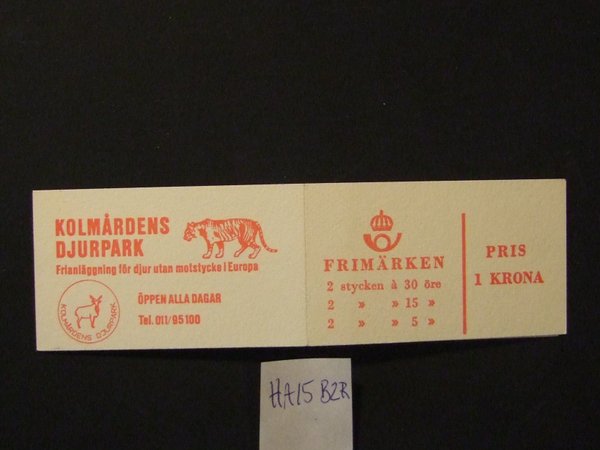 KOLMÅRDENS
DJURPARK
Frianläggning för djur utan motstycke i Europa
ÖPPEN ALLA DAGAR
Tel. 011/95100
KOLMÅRDENS DJURPARK
FRIMÄRKEN
2 stycken à 30 öre
2 » » 15 »
2 » » 5 »
PRIS
1 KRONA
HA15 B2R